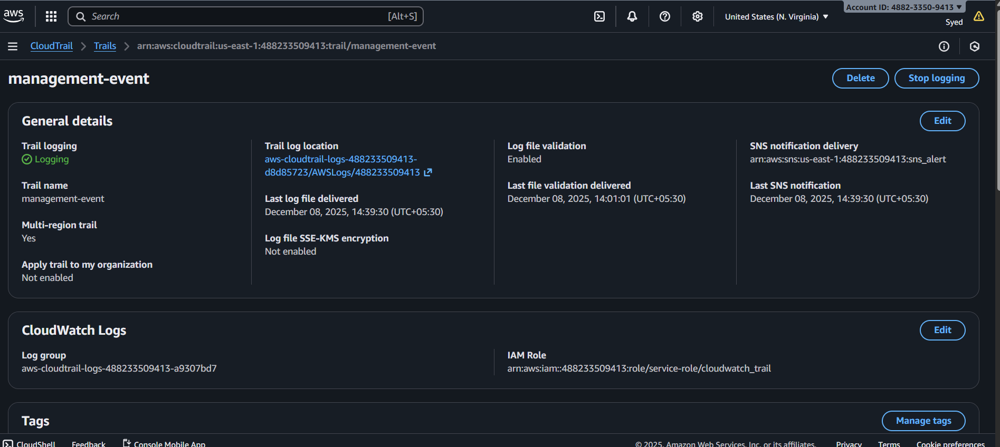 aws
Search
[Alt+S]
United States (N. Virginia)
Account ID: 4882-3350-9413
Syed
CloudTrail
Trails
arn:aws:cloudtrail:us-east-1:488233509413:trail/management-event
management-event
Delete
Stop logging
General details
Edit
Trail logging
Logging
Trail name
management-event
Multi-region trail
Yes
Apply trail to my organization
Not enabled
Trail log location
aws-cloudtrail-logs-488233509413-
d8d85723/AWSLogs/488233509413
Last log file delivered
December 08, 2025, 14:39:30 (UTC+05:30)
Log file SSE-KMS encryption
Not enabled
Log file validation
Enabled
Last file validation delivered
December 08, 2025, 14:01:01 (UTC+05:30)
SNS notification delivery
arn:aws:sns:us-east-1:488233509413:sns_alert
Last SNS notification
December 08, 2025, 14:39:30 (UTC+05:30)
CloudWatch Logs
Edit
Log group
aws-cloudtrail-logs-488233509413-a9307bd7
IAM Role
arn:aws:iam::488233509413:role/service-role/cloudwatch_trail
Tags
Manage tags
CloudShell
Feedback
Console Mobile App
© 2025, Amazon Web Services, Inc. or its affiliates.
Privacy
Terms
Cookie preferences